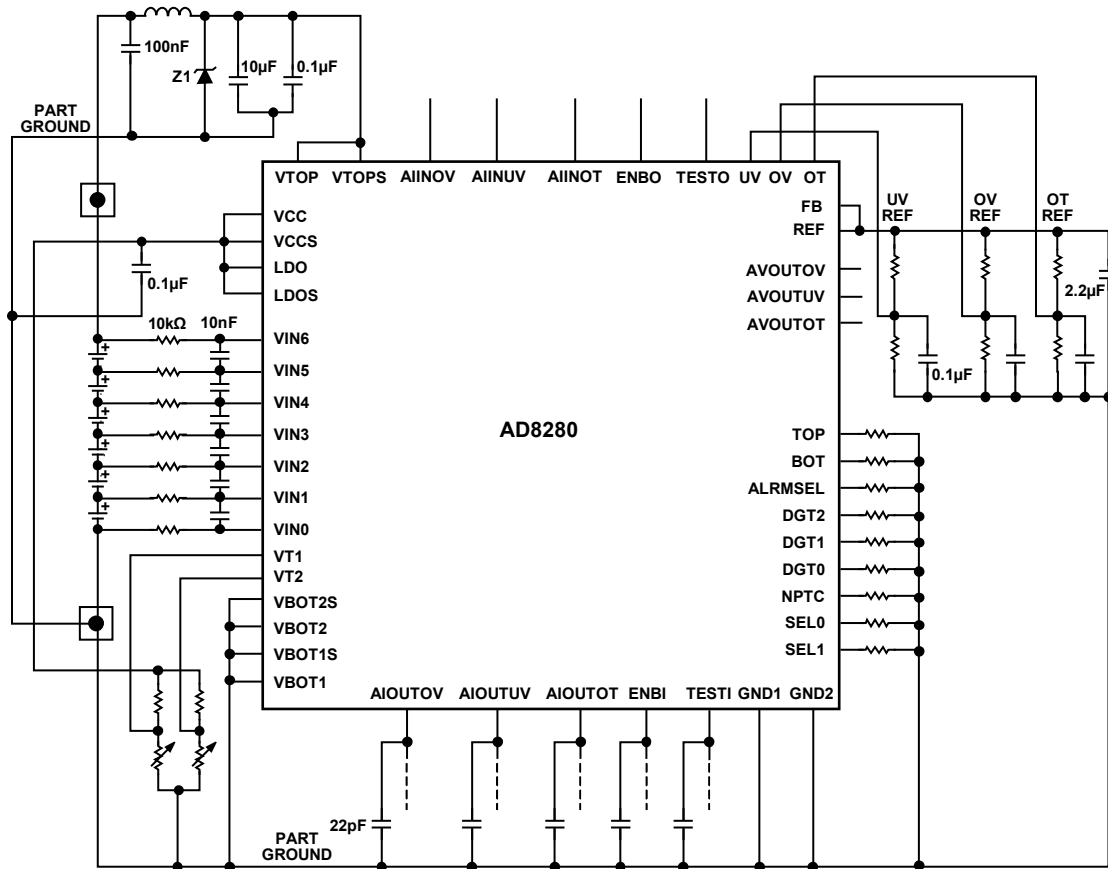 100nF
Z1
10µF
0.1µF
PART
GROUND
VTOP VTOPS AIINOV AIINUV AIINOT ENBO TESTO UV OV OT
VCC
VCCS
LDO
LDOS
0.1µF
10kΩ
10nF
VIN6
VIN5
VIN4
VIN3
VIN2
VIN1
VIN0
VT1
VT2
VBOT2S
VBOT2
VBOT1S
VBOT1
AD8280
FB
REF
AVOUTOV
AVOUTUV
AVOUTOT
UV
REF
OV
REF
OT
REF
2.2µF
0.1µF
TOP
BOT
ALRMSEL
DGT2
DGT1
DGT0
NPTC
SEL0
SEL1
AIOUTOV AIOUTUV AIOUTOT ENBI TESTI GND1 GND2
22pF
PART
GROUND